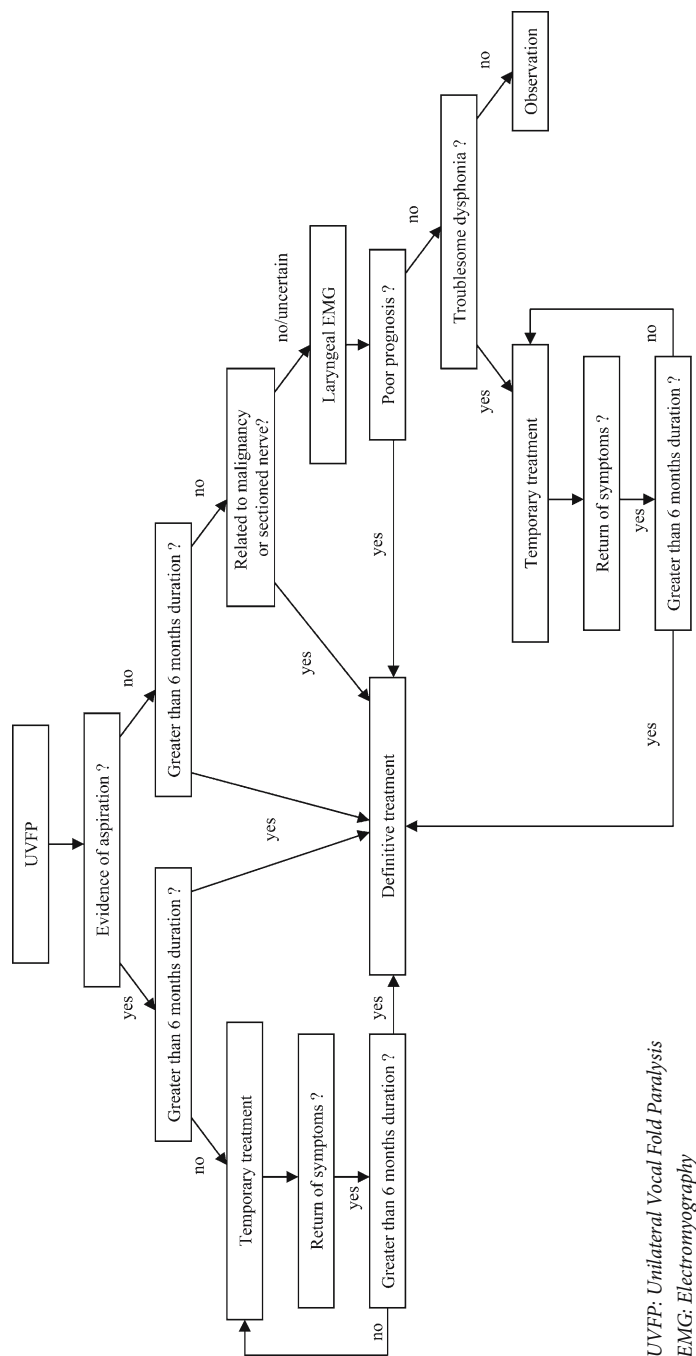 UVFP
Evidence of aspiration ?
yes
no
Greater than 6 months duration ?
Greater than 6 months duration ?
no
yes
no
Temporary treatment
Related to malignancy
or sectioned nerve?
yes
no/uncertain
Return of symptoms ?
Laryngeal EMG
yes
Greater than 6 months duration ?
yes
Definitive treatment
yes
Poor prognosis ?
no
no
Troublesome dysphonia ?
yes
no
Temporary treatment
Observation
Return of symptoms ?
yes
Greater than 6 months duration ?
yes
no
UVFP: Unilateral Vocal Fold Paralysis
EMG: Electromyography